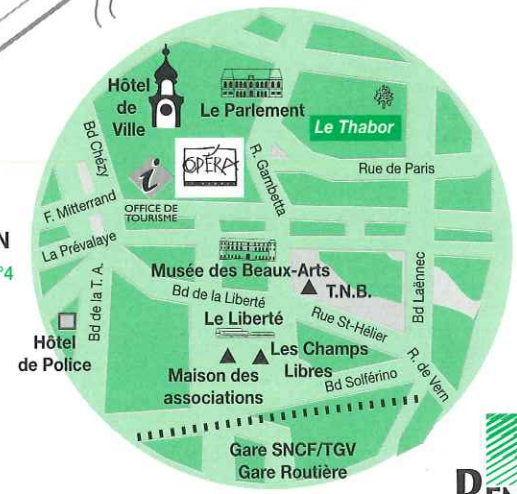 Hôtel
de
Ville
Le Parlement
Le Thabor
Bd Chézy
OPÉRA
R. Gambetta
Rue de Paris
i
OFFICE DE
TOURISME
F. Mitterrand
La Prévalaye
N
°4
Musée des Beaux-Arts
Bd de la T. A.
Bd de la Liberté
T.N.B.
Bd Laënnec
Hôtel
de Police
Le Liberté
Rue St-Hélier
Les Champs
Libres
Maison des
associations
Bd Solférino
R. de Vern
Gare SNCF/TGV
Gare Routière